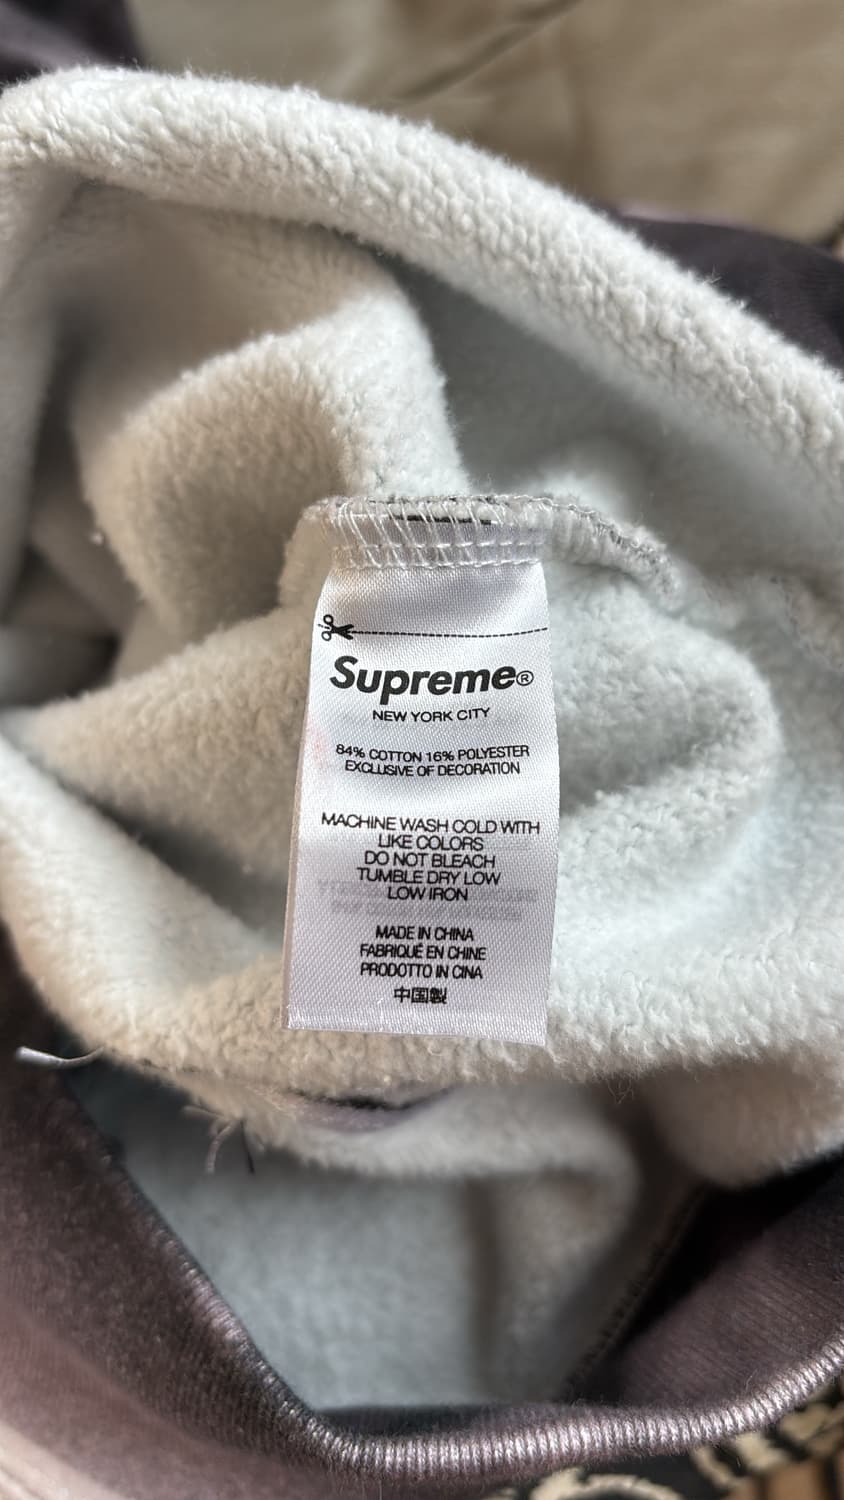 Supreme®
NEW YORK CITY
84% COTTON 16% POLYESTER
EXCLUSIVE OF DECORATION
MACHINE WASH COLD WITH
LIKE COLORS
DO NOT BLEACH
TUMBLE DRY LOW
LOW IRON
MADE IN CHINA
FABRIQUÉ EN CHINE
PRODOTTO IN CINA
中国製